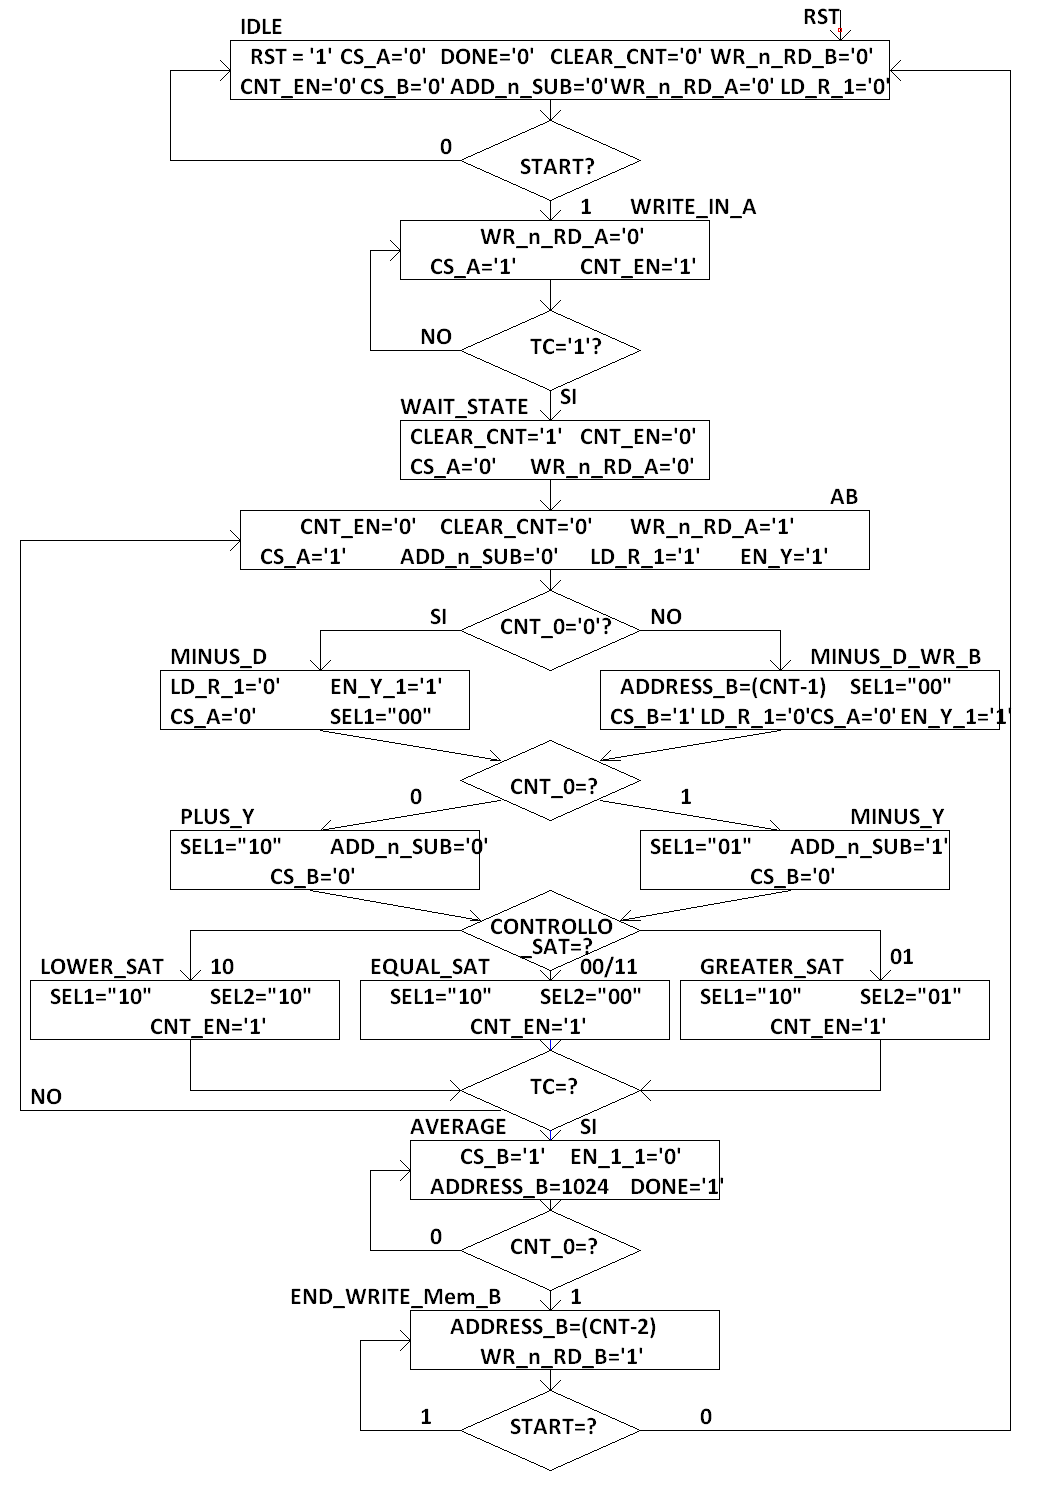 RST
IDLE
RST = '1' CS_A='0' DONE='0' CLEAR_CNT='0' WR_n_RD_B='0'
CNT_EN='0' CS_B='0' ADD_n_SUB='0' WR_n_RD_A='0' LD_R_1='0'
0
START?
1 WRITE_IN_A
WR_n_RD_A='0'
CS_A='1' CNT_EN='1'
NO
TC='1'?
SI
WAIT_STATE
CLEAR_CNT='1' CNT_EN='0'
CS_A='0' WR_n_RD_A='0'
AB
CNT_EN='0' CLEAR_CNT='0' WR_n_RD_A='1'
CS_A='1' ADD_n_SUB='0' LD_R_1='1' EN_Y='1'
SI
CNT_0='0'?
NO
MINUS_D
LD_R_1='0' EN_Y_1='1'
CS_A='0' SEL1="00"
MINUS_D_WR_B
ADDRESS_B=(CNT-1) SEL1="00"
CS_B='1' LD_R_1='0' CS_A='0' EN_Y_1='1'
CNT_0=?
0
1
PLUS_Y
SEL1="10" ADD_n_SUB='0'
CS_B='0'
MINUS_Y
SEL1="01" ADD_n_SUB='1'
CS_B='0'
CONTROLLO
_SAT=?
LOWER_SAT 10
SEL1="10" SEL2="10"
CNT_EN='1'
EQUAL_SAT 00/11
SEL1="10" SEL2="00"
CNT_EN='1'
GREATER_SAT 01
SEL1="10" SEL2="01"
CNT_EN='1'
TC=?
NO
SI
AVERAGE
CS_B='1' EN_1_1='0'
ADDRESS_B=1024 DONE='1'
0
CNT_0=?
1
END_WRITE_Mem_B
ADDRESS_B=(CNT-2)
WR_n_RD_B='1'
1
START=?
0